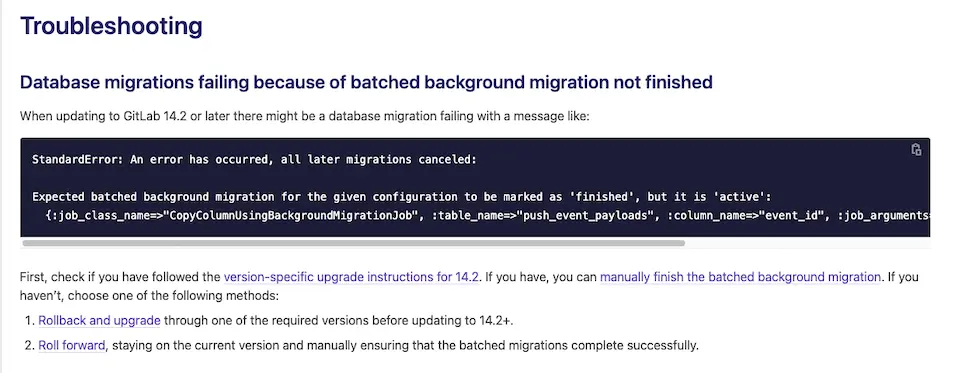 Troubleshooting
Database migrations failing because of batched background migration not finished
When updating to GitLab 14.2 or later there might be a database migration failing with a message like:
StandardError: An error has occurred, all later migrations canceled:
Expected batched background migration for the given configuration to be marked as 'finished', but it is 'active':
{:job_class_name=>"CopyColumnUsingBackgroundMigrationJob", :table_name=>"push_event_payloads", :column_name=>"event_id", :job_arguments=
First, check if you have followed the version-specific upgrade instructions for 14.2. If you have, you can manually finish the batched background migration. If you
haven’t, choose one of the following methods:
1. Rollback and upgrade through one of the required versions before updating to 14.2+.
2. Roll forward, staying on the current version and manually ensuring that the batched migrations complete successfully.